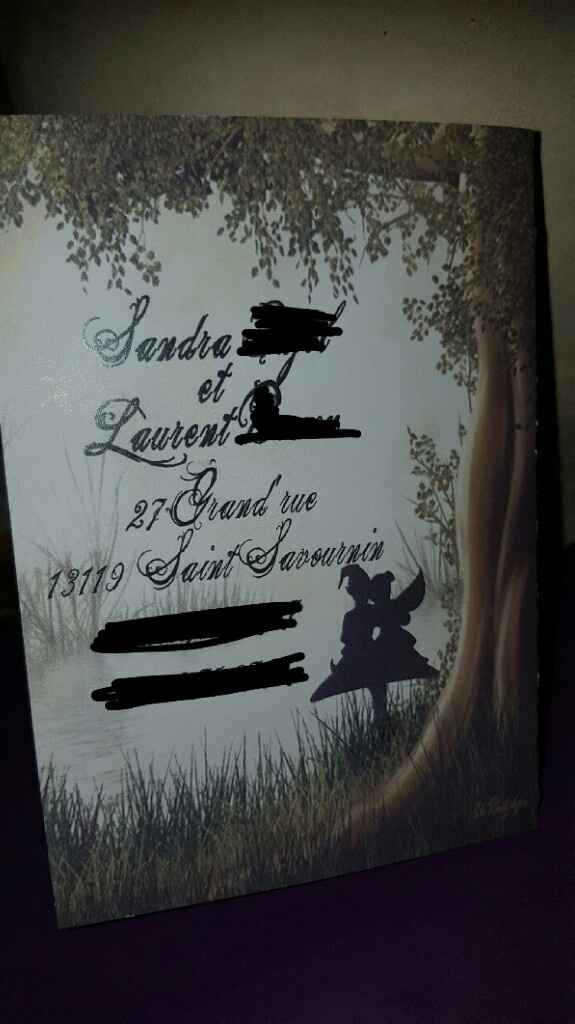 Sandra
et
Laurent
27 Grand'rue
13119 Saint Savournin